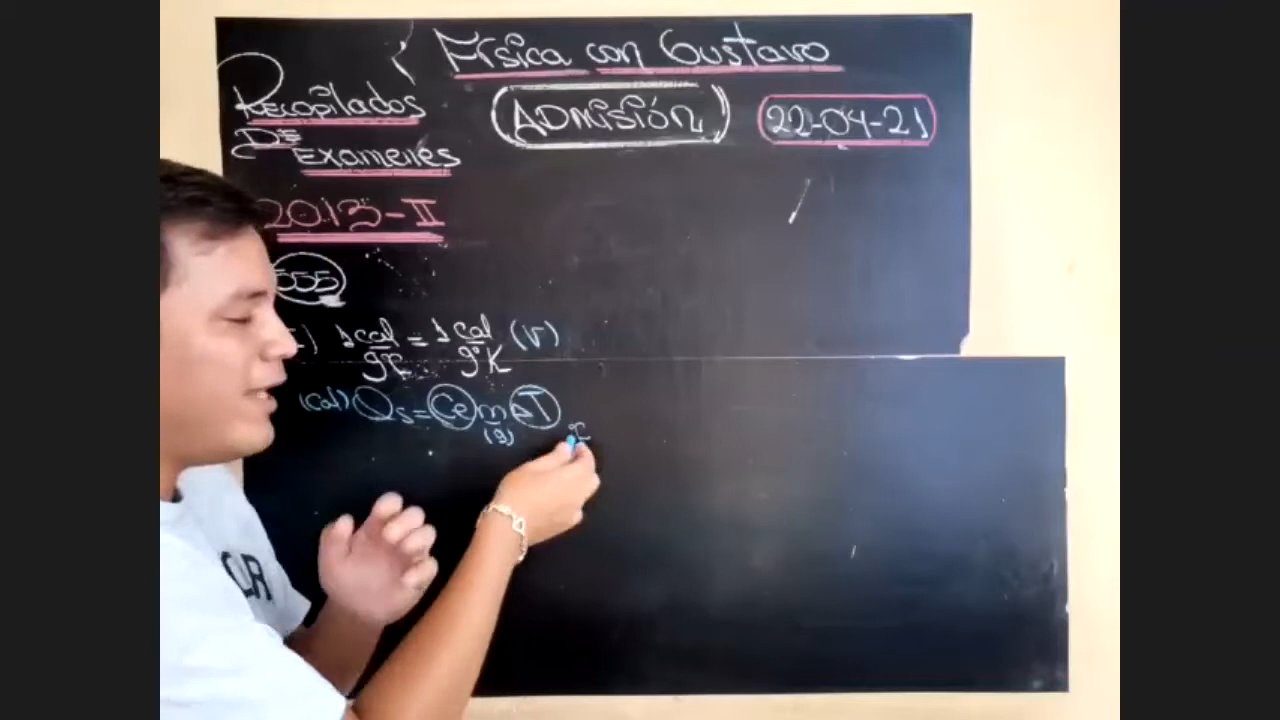 Física con Gustavo
Recopilados
DE
Exámenes
(ADMISIÓN)
22-04-21
2013-II
555
I) 1 cal/g°C = 1 cal/g°K (V)
(cal) Qs = Ce m ΔT
(g)
°C